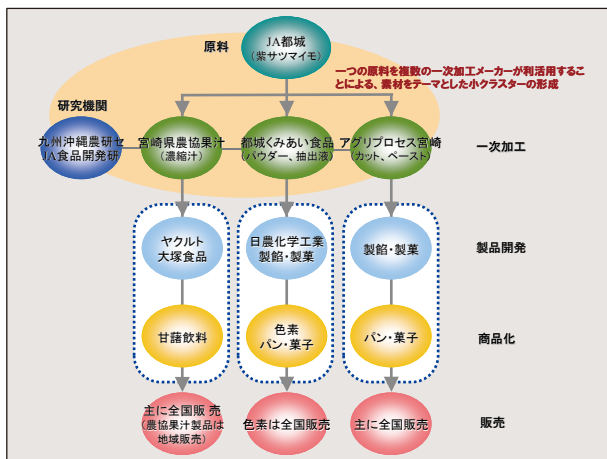 原料
JA都城
(紫サツマイモ)
一つの原料を複数の一次加工メーカーが利活用するこ
とによる、素材をテーマとした小クラスターの形成
研究機関
九州沖縄農研セ
JA食品開発研
宮崎県農協果汁
(濃縮汁)
都城くみあい食品
(パウダー、抽出液)
アグリプロセス宮崎
(カット、ペースト)
一次加工
ヤクルト
大塚食品
日農化学工業
製餡・製菓
製餡・製菓
製品開発
甘藷飲料
色素
パン・菓子
パン・菓子
商品化
主に全国販 売
(農協果汁製品は
地域販売)
色素は全国販売
主に全国販売
販売